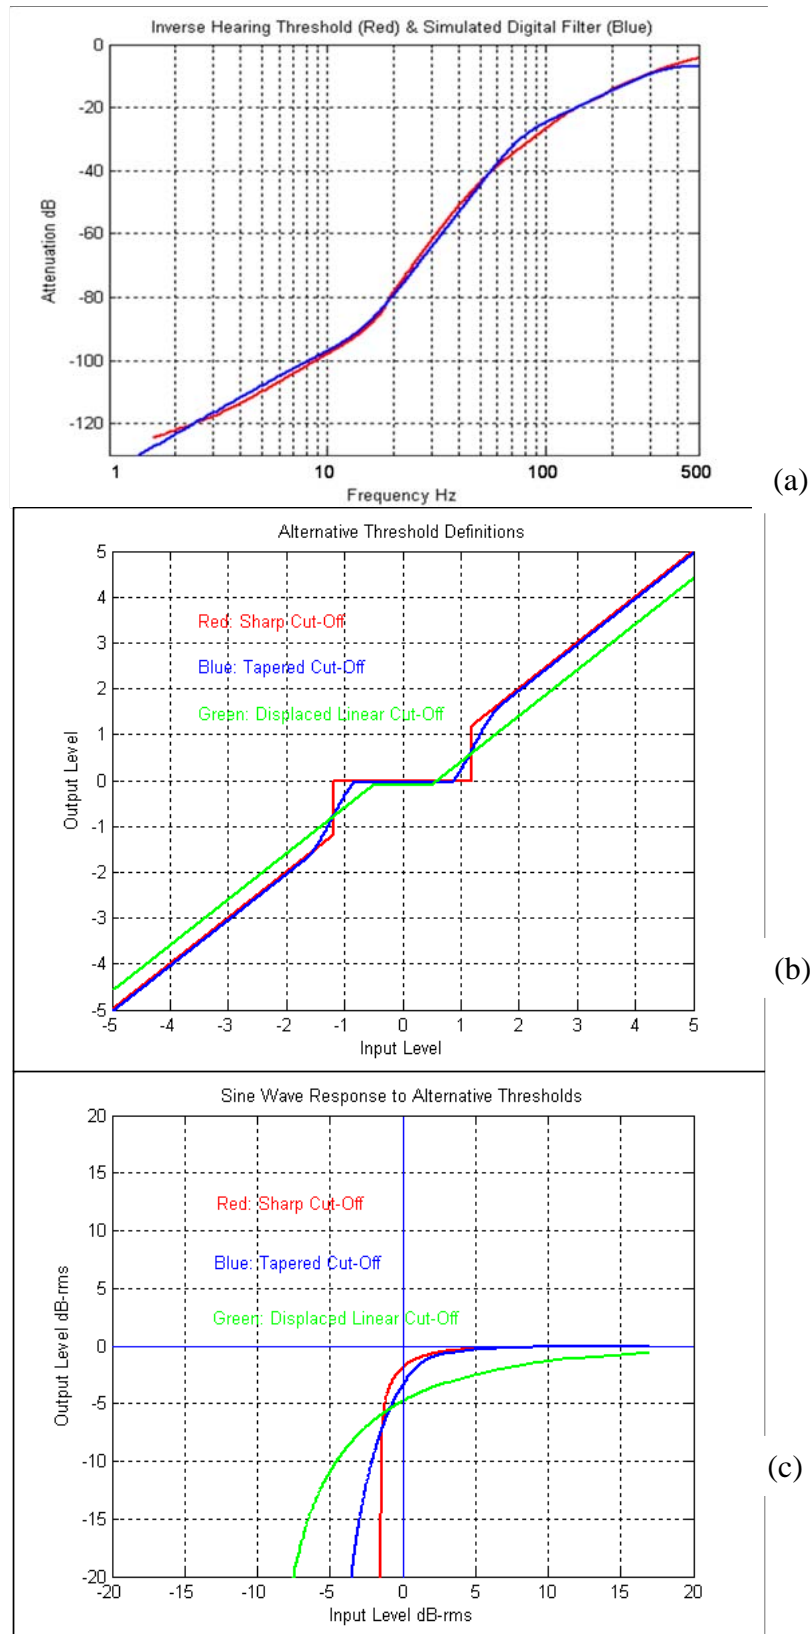 Inverse Hearing Threshold (Red) & Simulated Digital Filter (Blue)
0
-20
-40
-60
-80
-100
-120
Attenuation dB
1
10
100
500
Frequency Hz
(a)
Alternative Threshold Definitions
5
4
3
2
1
0
-1
-2
-3
-4
-5
Output Level
Red: Sharp Cut-Off
Blue: Tapered Cut-Off
Green: Displaced Linear Cut-Off
-5 -4 -3 -2 -1 0 1 2 3 4 5
Input Level
(b)
Sine Wave Response to Alternative Thresholds
20
15
10
5
0
-5
-10
-15
-20
Output Level dB-rms
Red: Sharp Cut-Off
Blue: Tapered Cut-Off
Green: Displaced Linear Cut-Off
-20 -15 -10 -5 0 5 10 15 20
Input Level dB-rms
(c)